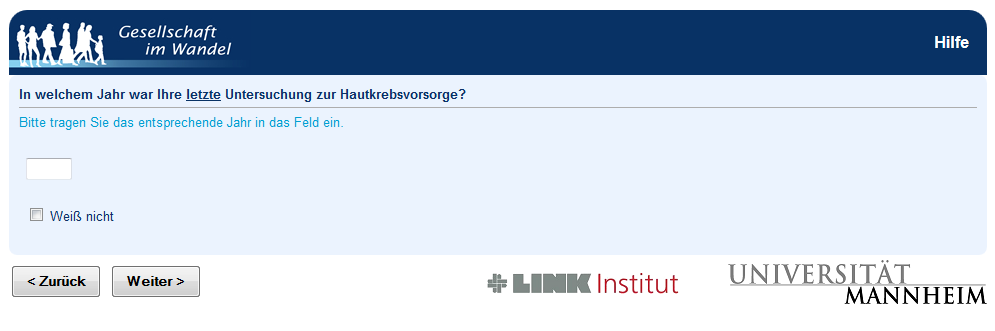 Gesellschaft
im Wandel
Hilfe
In welchem Jahr war Ihre letzte Untersuchung zur Hautkrebsvorsorge?
Bitte tragen Sie das entsprechende Jahr in das Feld ein.
Weiß nicht
< Zurück
Weiter >
LINK Institut
UNIVERSITÄT
MANNHEIM